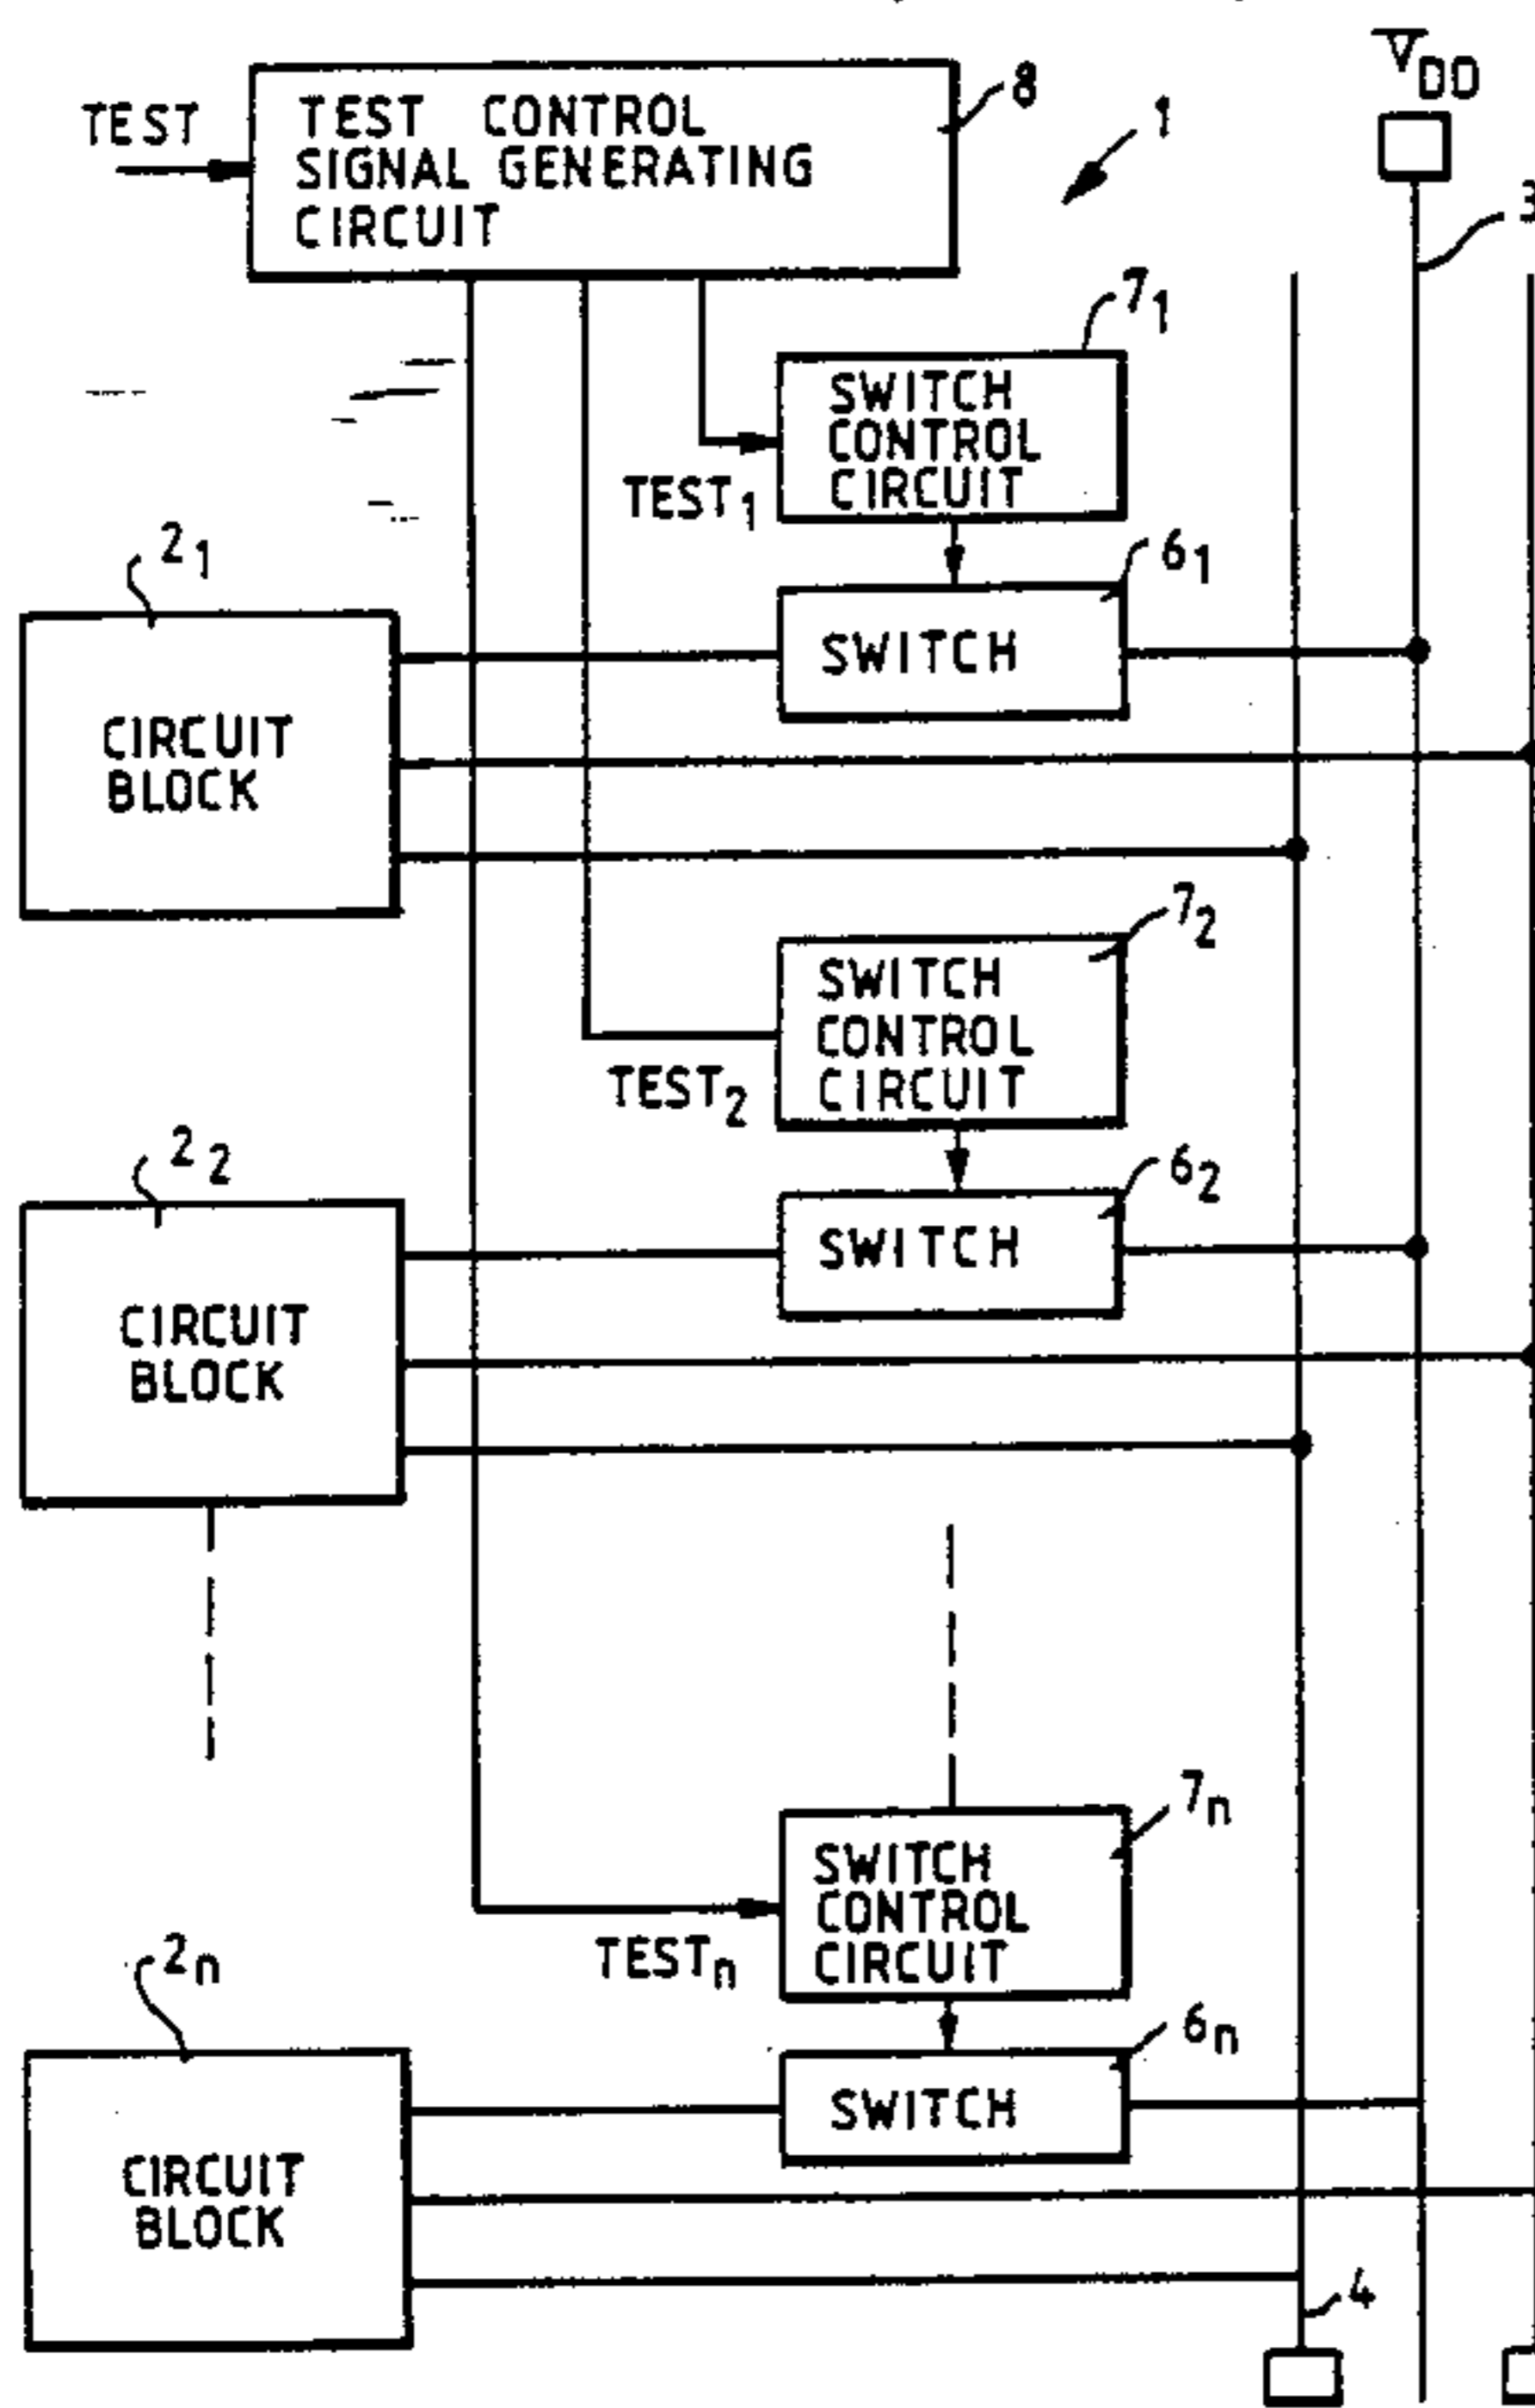 V_DD
TEST
TEST CONTROL
SIGNAL GENERATING
CIRCUIT
8
1
3
7₁
SWITCH
CONTROL
CIRCUIT
TEST₁
2₁
6₁
SWITCH
CIRCUIT
BLOCK
7₂
SWITCH
CONTROL
CIRCUIT
TEST₂
2₂
6₂
SWITCH
CIRCUIT
BLOCK
7ₙ
SWITCH
CONTROL
CIRCUIT
TESTₙ
2ₙ
6ₙ
SWITCH
CIRCUIT
BLOCK
4